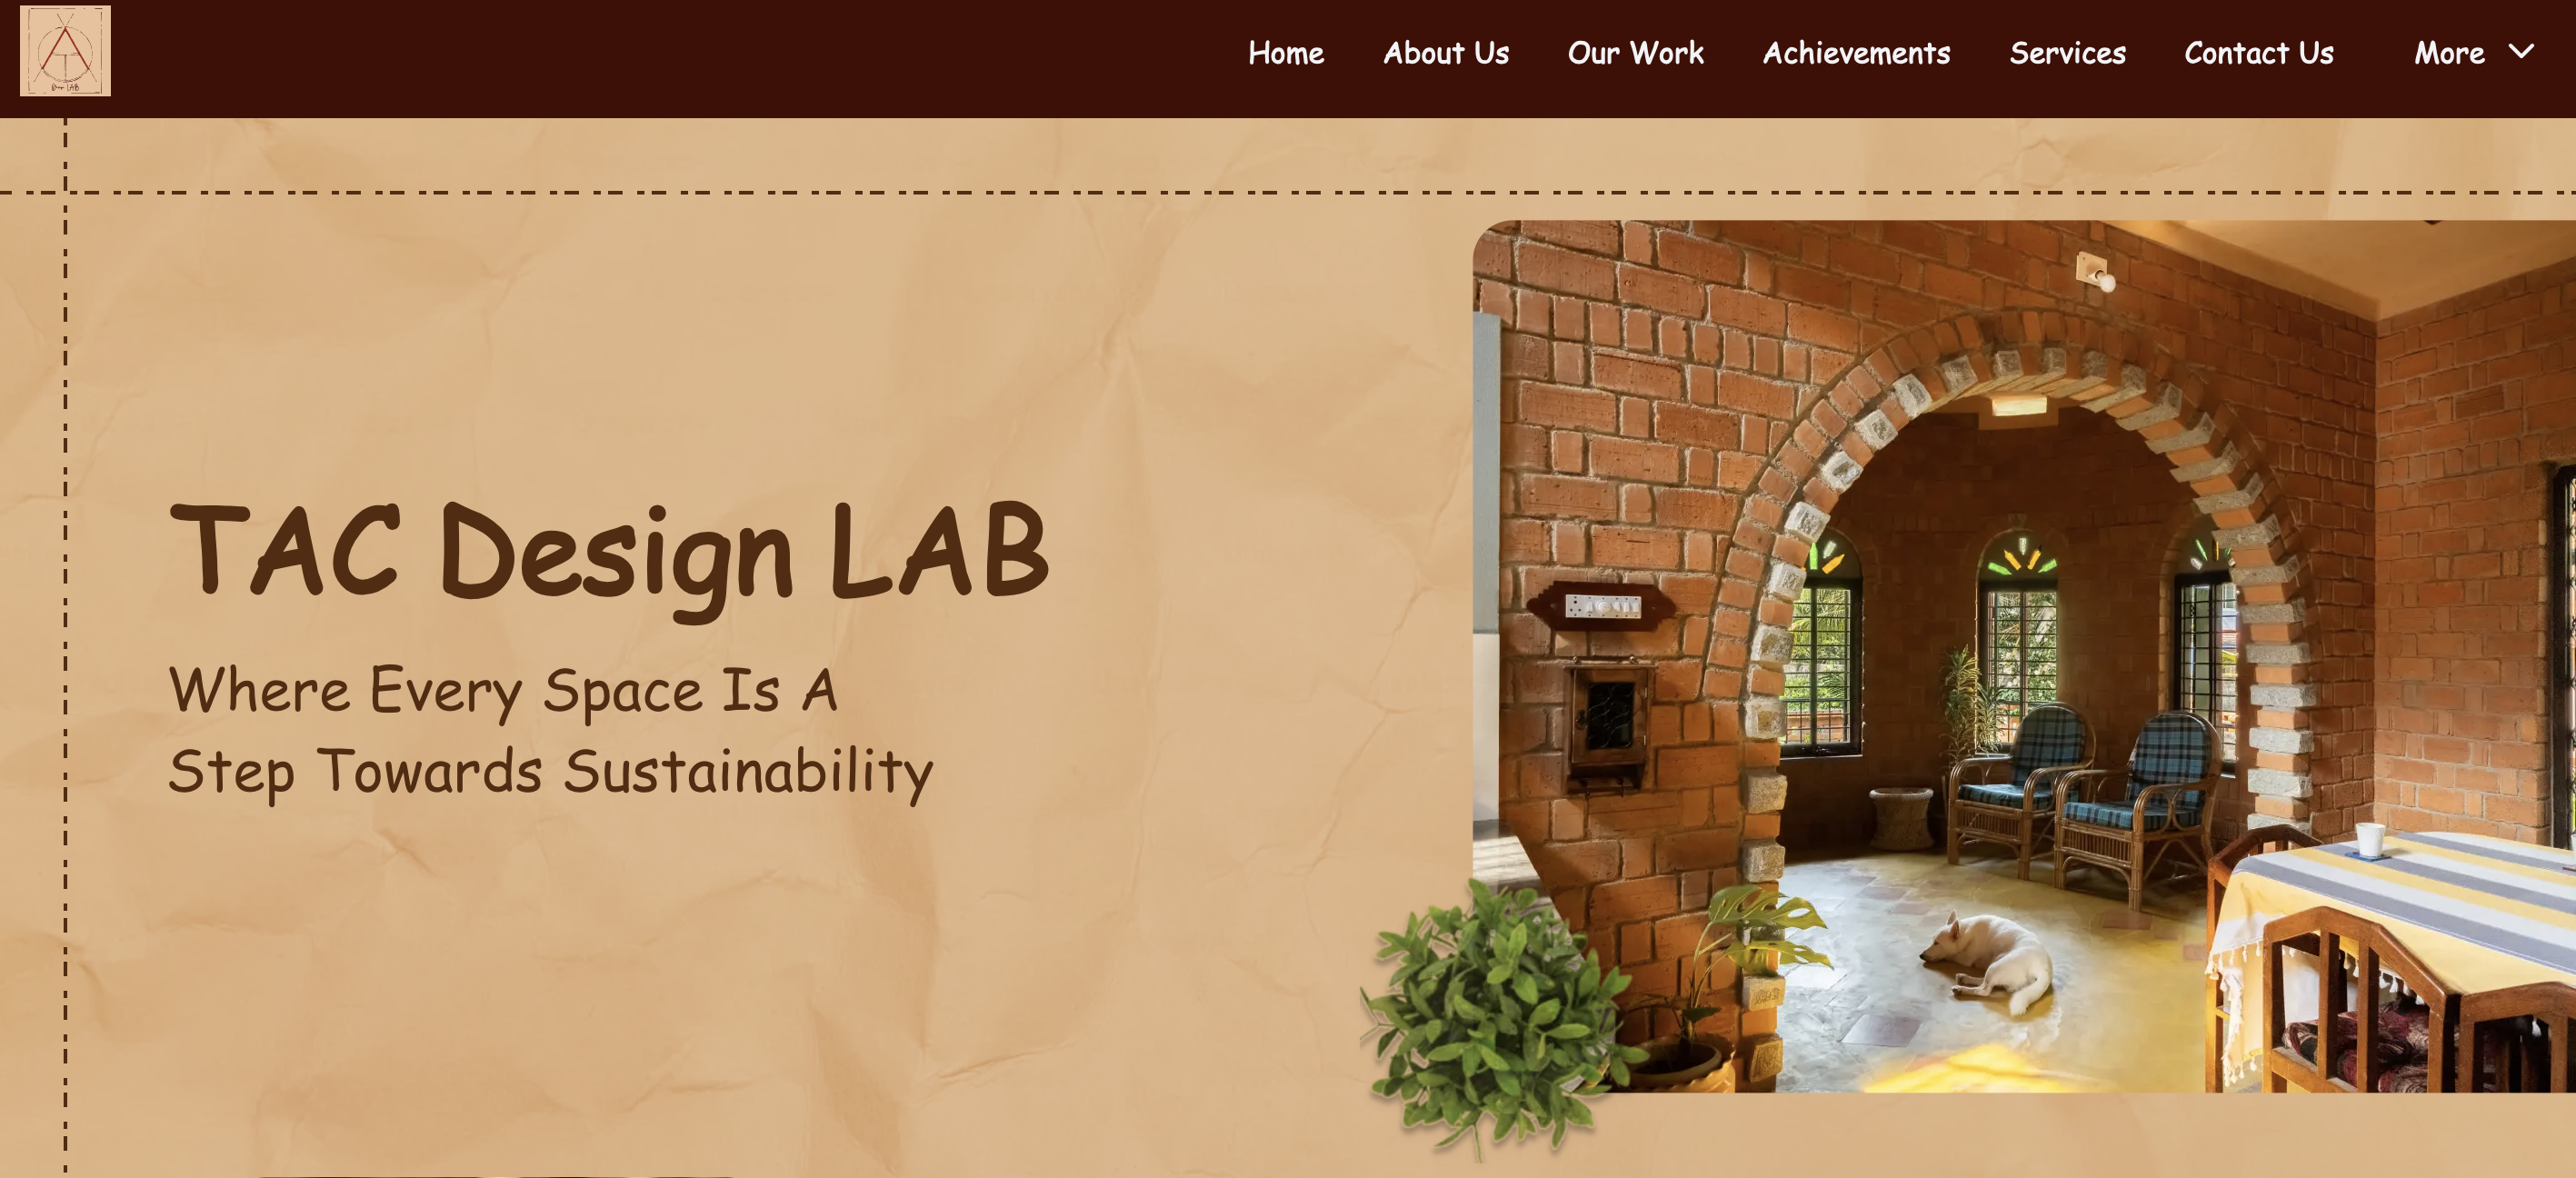 Home About Us Our Work Achievements Services Contact Us More
TAC Design LAB
Where Every Space Is A
Step Towards Sustainability